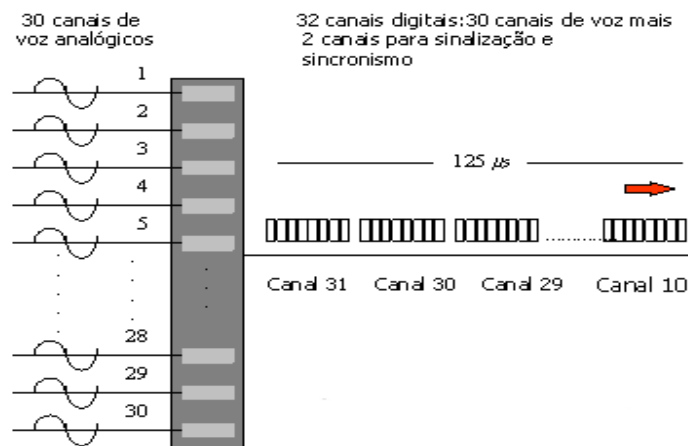 30 canais de
voz analógicos
32 canais digitais:30 canais de voz mais
2 canais para sinalização e
sincronismo
1
2
3
4
5
28
29
30
125 µs
Canal 31 Canal 30 Canal 29 Canal 10